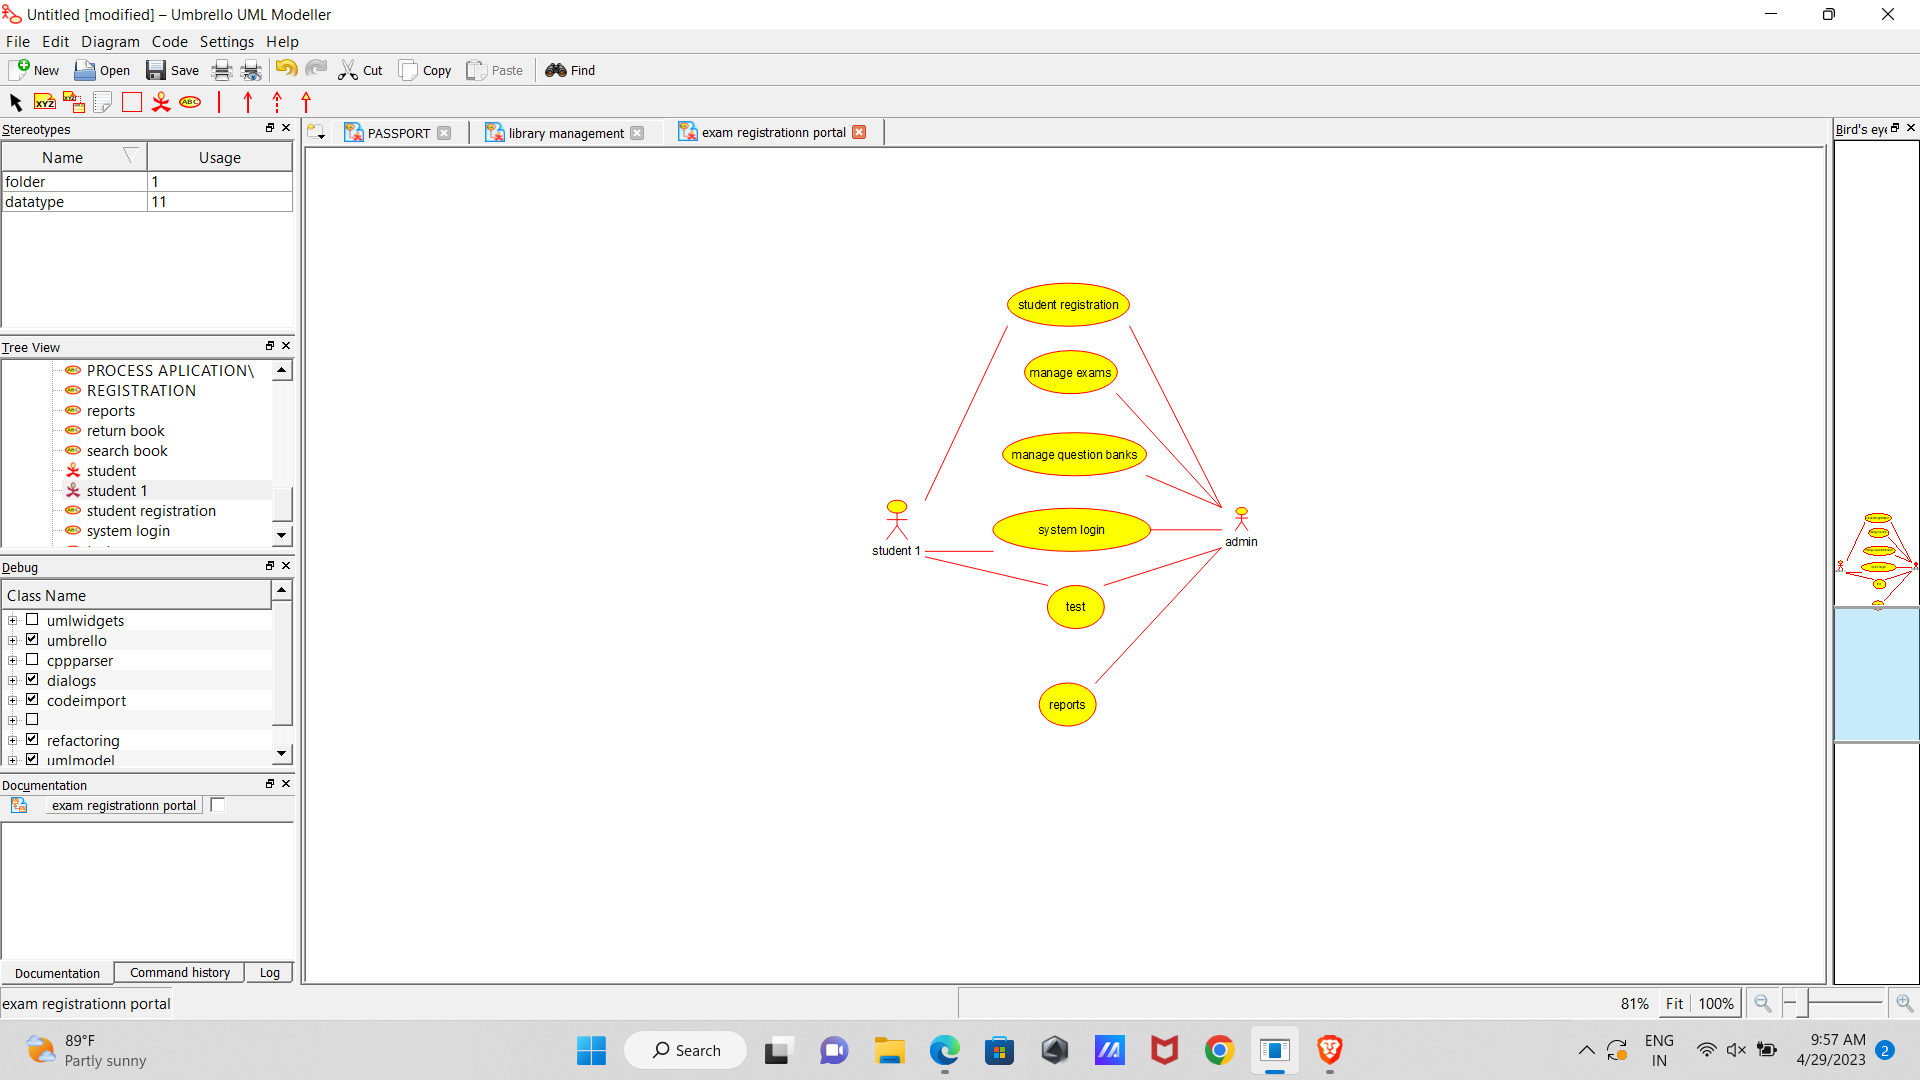 Untitled [modified] – Umbrello UML Modeller
File Edit Diagram Code Settings Help
New Open Save Cut Copy Paste Find
Stereotypes
Name Usage
folder 1
datatype 11
Tree View
PROCESS APLICATION\
REGISTRATION
reports
return book
search book
student
student 1
student registration
system login
Debug
Class Name
umlwidgets
umbrello
cppparser
dialogs
codeimport
refactoring
umlmodel
Documentation
exam registrationn portal
Documentation Command history Log
exam registrationn portal
PASSPORT library management exam registrationn portal
student registration
manage exams
manage question banks
system login
student 1
admin
test
reports
Bird's eye
81% Fit 100%
89°F
Partly sunny
Search
ENG
IN
9:57 AM
4/29/2023
2